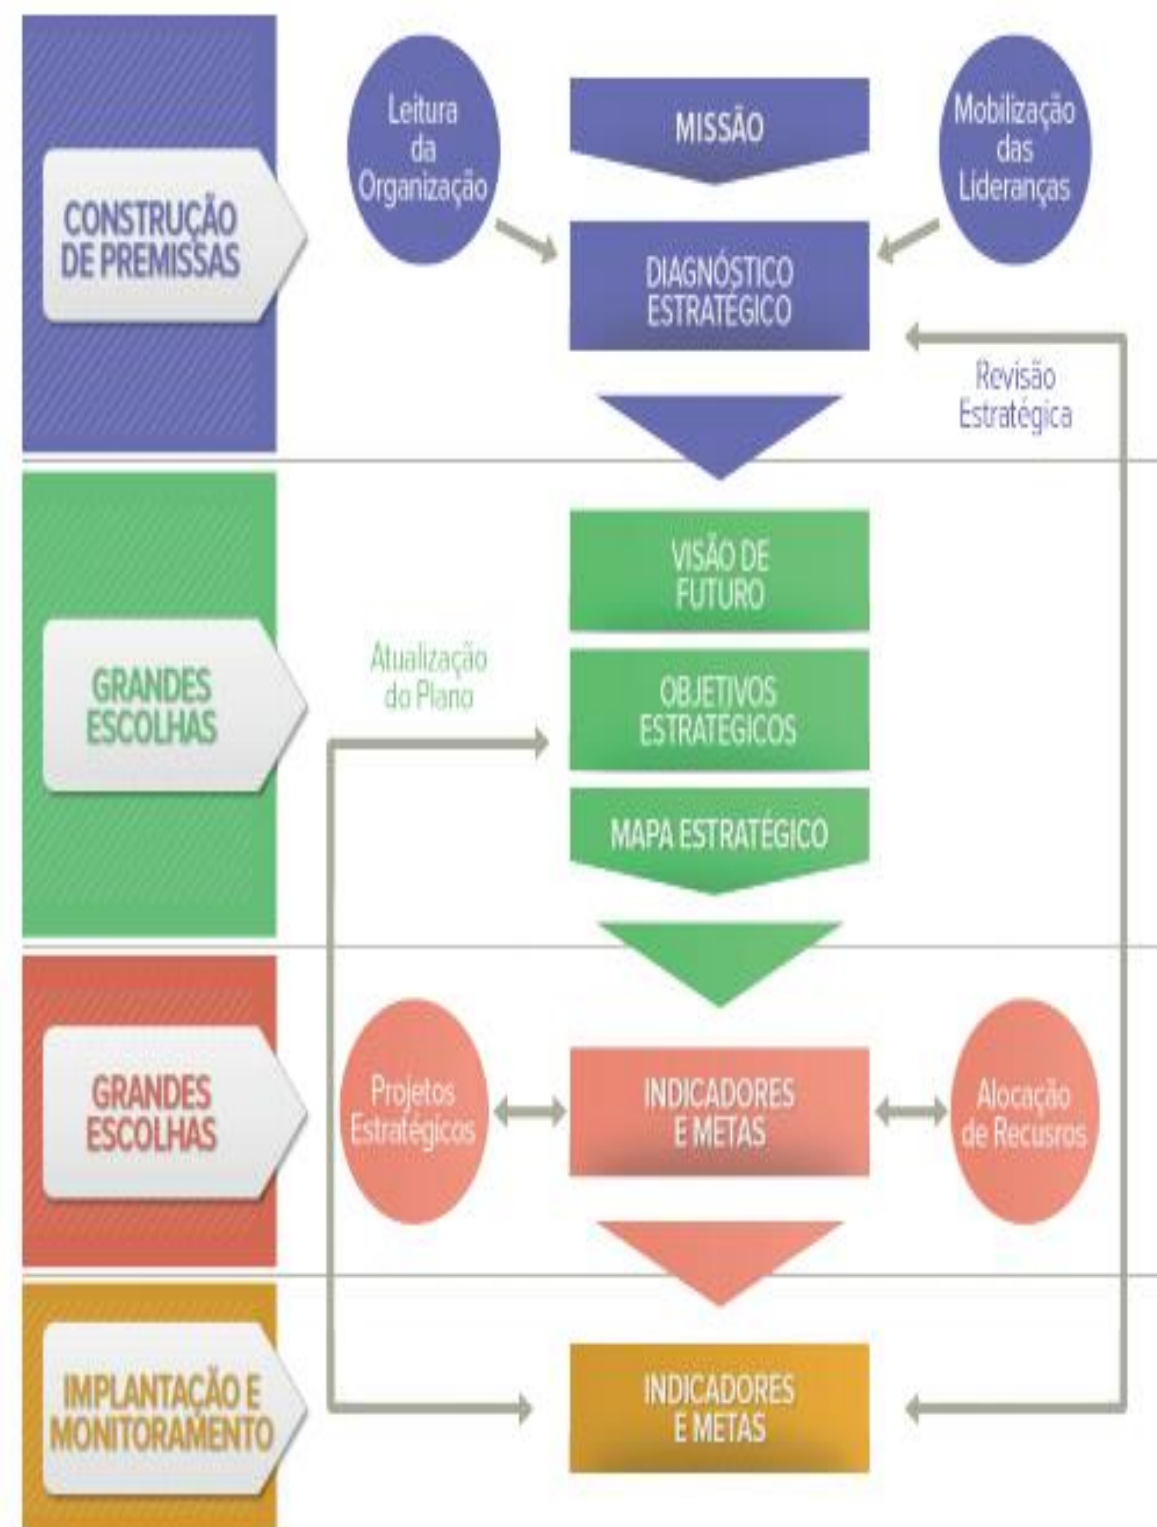 CONSTRUÇÃO
DE PREMISSAS
Leitura
da
Organização
MISSÃO
Mobilização
das
Lideranças
DIAGNÓSTICO
ESTRATÉGICO
Revisão
Estratégica
GRANDES
ESCOLHAS
Atualização
do Plano
VISÃO DE
FUTURO
OBJETIVOS
ESTRATÉGICOS
MAPA ESTRATÉGICO
GRANDES
ESCOLHAS
Projetos
Estratégicos
INDICADORES
E METAS
Alocação
de Recusros
IMPLANTAÇÃO E
MONITORAMENTO
INDICADORES
E METAS